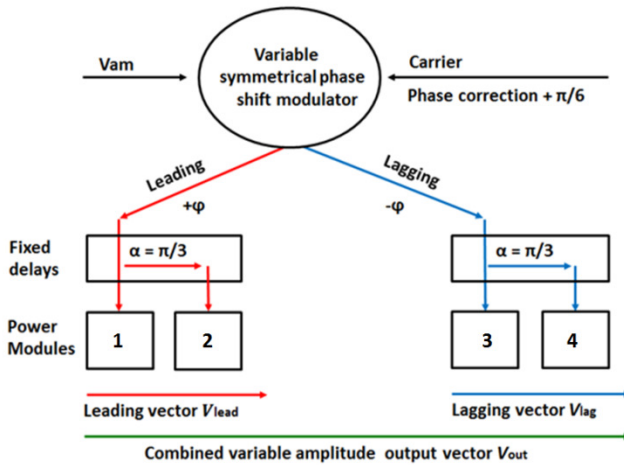 Variable
symmetrical phase
shift modulator
Vam
Carrier
Phase correction + π/6
Leading
+φ
Lagging
-φ
Fixed
delays
α = π/3
α = π/3
Power
Modules
1
2
3
4
Leading vector Vlead
Lagging vector Vlag
Combined variable amplitude output vector Vout